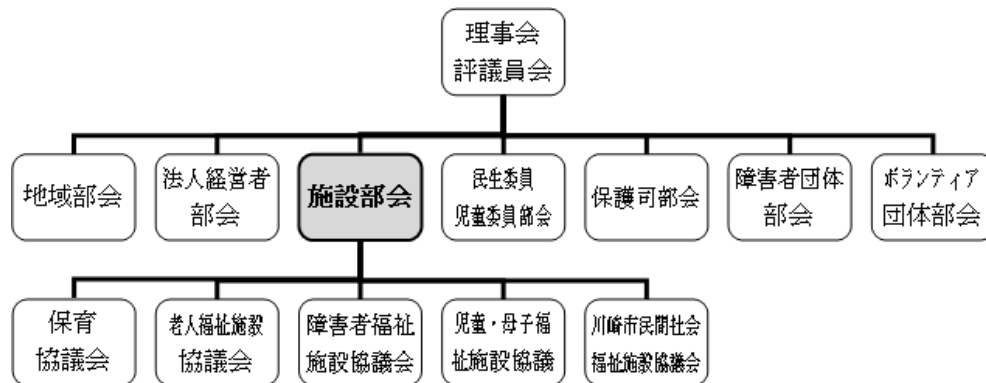 理事会
評議員会
地域部会
法人経営者
部会
施設部会
民生委員
児童委員部会
保護司部会
障害者団体
部会
ボランティア
団体部会
保育
協議会
老人福祉施設
協議会
障害者福祉
施設協議会
児童・母子福
祉施設協議
川崎市民間社会
福祉施設協議会